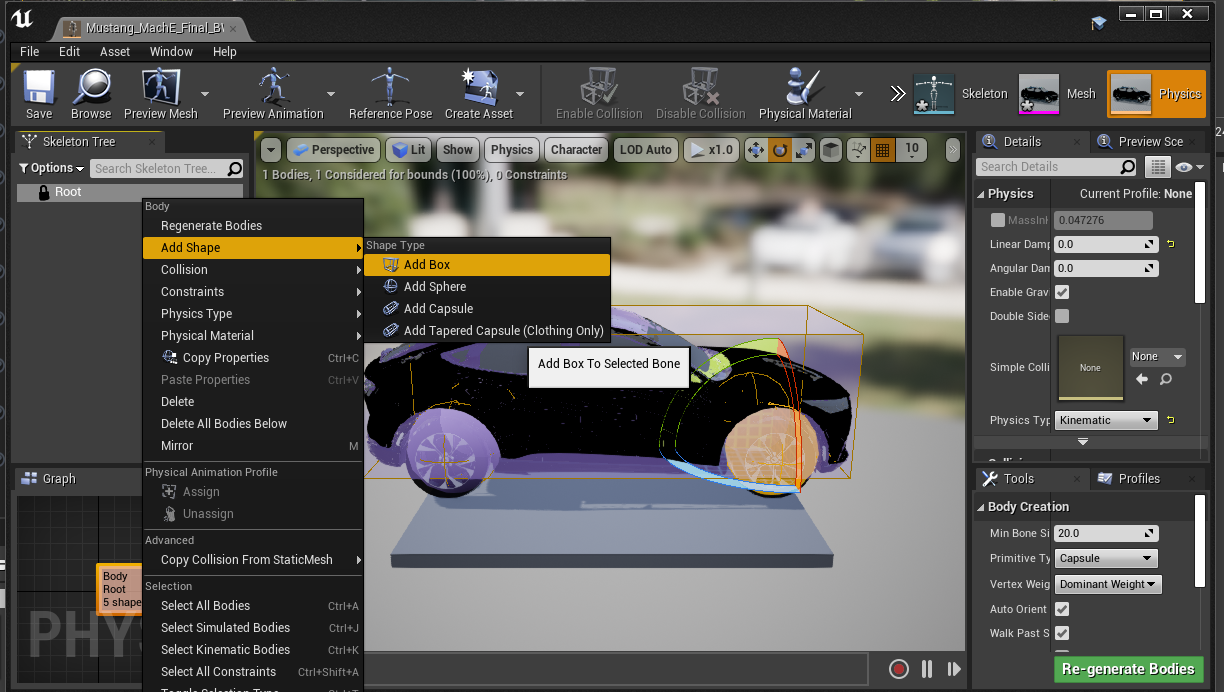 Mustang_MachE_Final_B
File Edit Asset Window Help
Save Browse Preview Mesh Preview Animation Reference Pose Create Asset Enable Collision Disable Collision Physical Material Skeleton Mesh Physics
Skeleton Tree
Options Search Skeleton Tree...
Root
Perspective Lit Show Physics Character LOD Auto x1.0 10
1 Bodies, 1 Considered for bounds (100%), 0 Constraints
Body
Regenerate Bodies
Add Shape
Collision
Constraints
Physics Type
Physical Material
Copy Properties Ctrl+C
Paste Properties Ctrl+V
Delete
Delete All Bodies Below
Mirror M
Physical Animation Profile
Assign
Unassign
Advanced
Copy Collision From StaticMesh
Selection
Select All Bodies Ctrl+A
Select Simulated Bodies Ctrl+J
Select Kinematic Bodies Ctrl+K
Select All Constraints Ctrl+Shift+A
Toggle Selection Type Ctrl+T
Shape Type
Add Box
Add Sphere
Add Capsule
Add Tapered Capsule (Clothing Only)
Add Box To Selected Bone
Graph
Body
Root
5 shape
PHY
Details Preview Sce
Search Details
Physics Current Profile: None
MassInK 0.047276
Linear Damp 0.0
Angular Dam 0.0
Enable Grav
Double Side
Simple Colli None None
Physics Typ Kinematic
Tools Profiles
Body Creation
Min Bone Si 20.0
Primitive Ty Capsule
Vertex Weig Dominant Weight
Auto Orient
Walk Past S
Re-generate Bodies